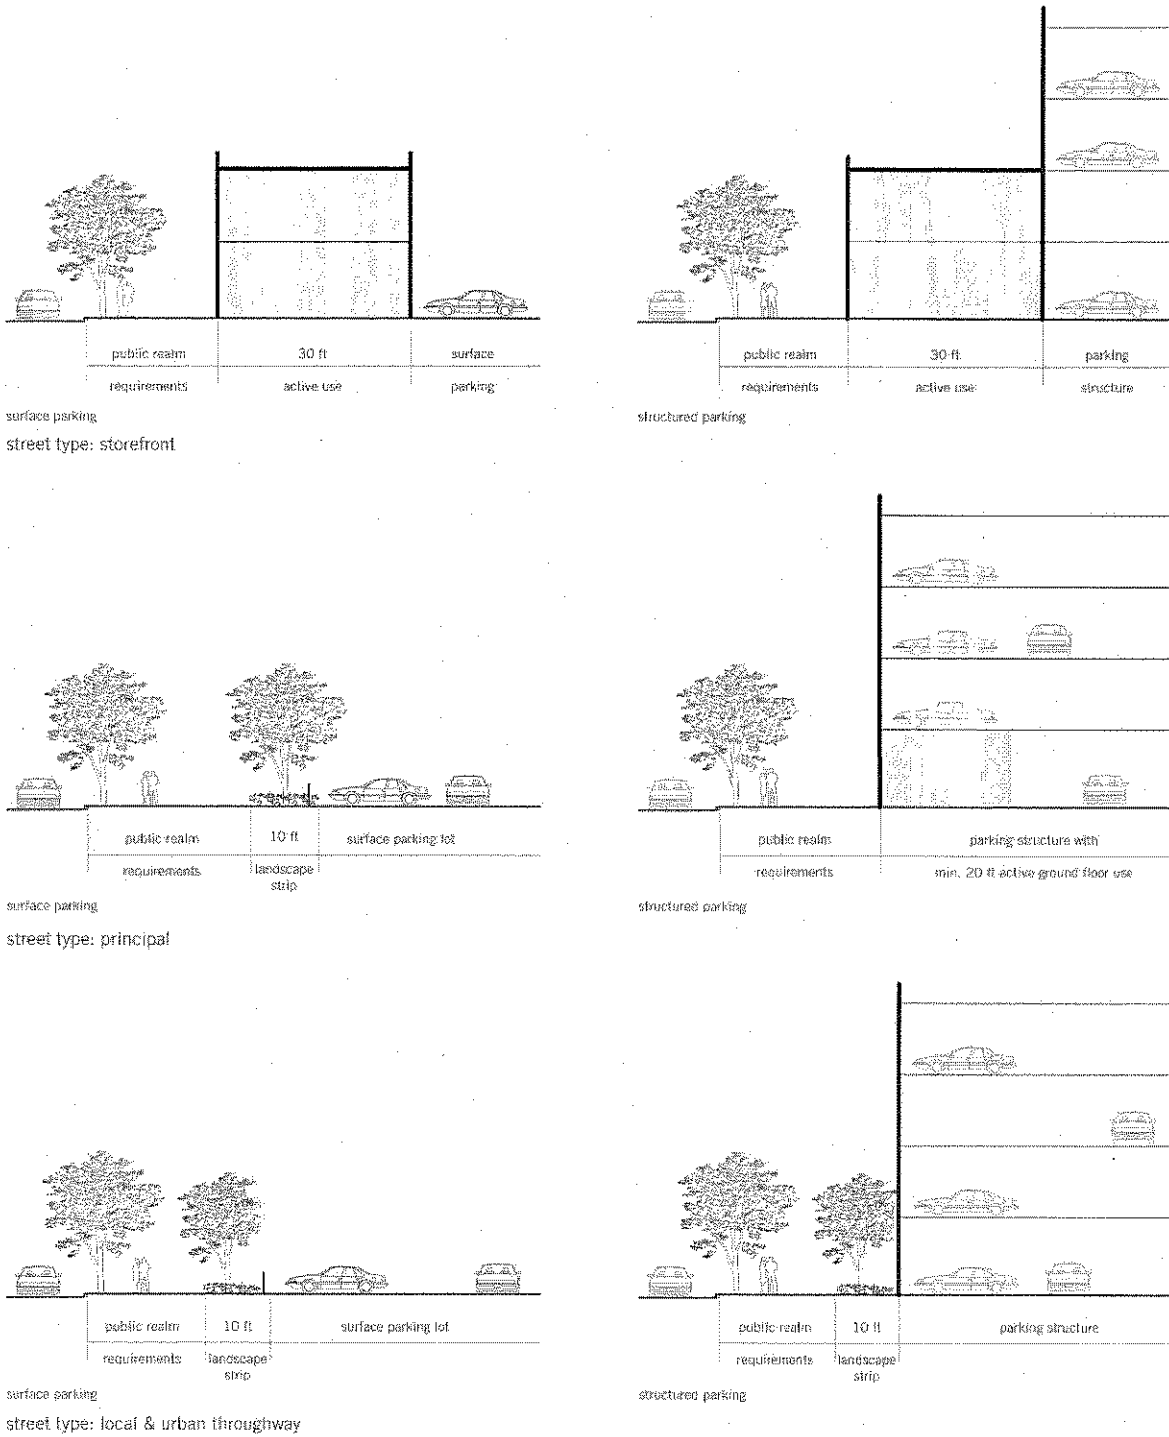 public realm
requirements
30 ft
active use
surface
parking
surface parking
street type: storefront
public realm
requirements
30 ft
active use
parking
structure
structured parking
public realm
requirements
10 ft
landscape
strip
surface parking lot
surface parking
street type: principal
public realm
requirements
parking structure with
min. 20 ft active ground floor use
structured parking
public realm
requirements
10 ft
landscape
strip
surface parking lot
surface parking
street type: local & urban throughway
public realm
requirements
10 ft
landscape
strip
parking structure
structured parking